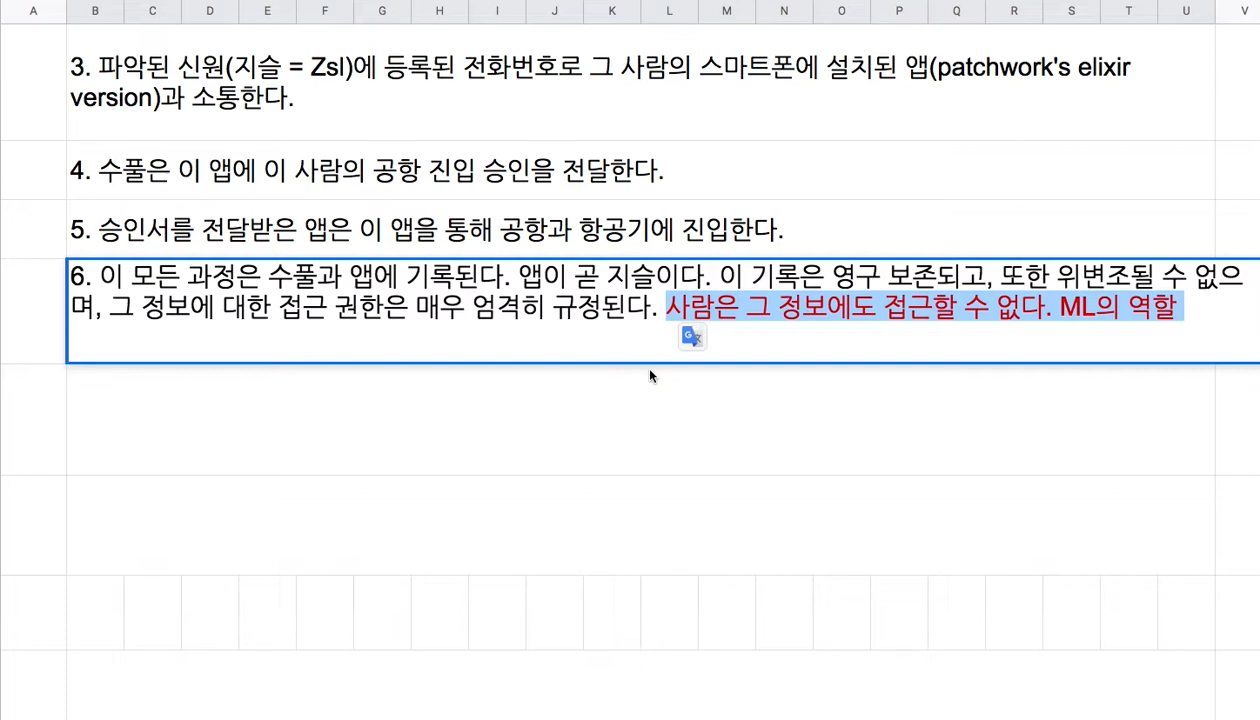 A B C D E F G H I J K L M N O P Q R S T U V
3. 파악된 신원(지슬 = Zsl)에 등록된 전화번호로 그 사람의 스마트폰에 설치된 앱(patchwork's elixir
version)과 소통한다.
4. 수풀은 이 앱에 이 사람의 공항 진입 승인을 전달한다.
5. 승인서를 전달받은 앱은 이 앱을 통해 공항과 항공기에 진입한다.
6. 이 모든 과정은 수풀과 앱에 기록된다. 앱이 곧 지슬이다. 이 기록은 영구 보존되고, 또한 위변조될 수 없으
며, 그 정보에 대한 접근 권한은 매우 엄격히 규정된다. 사람은 그 정보에도 접근할 수 없다. ML의 역할